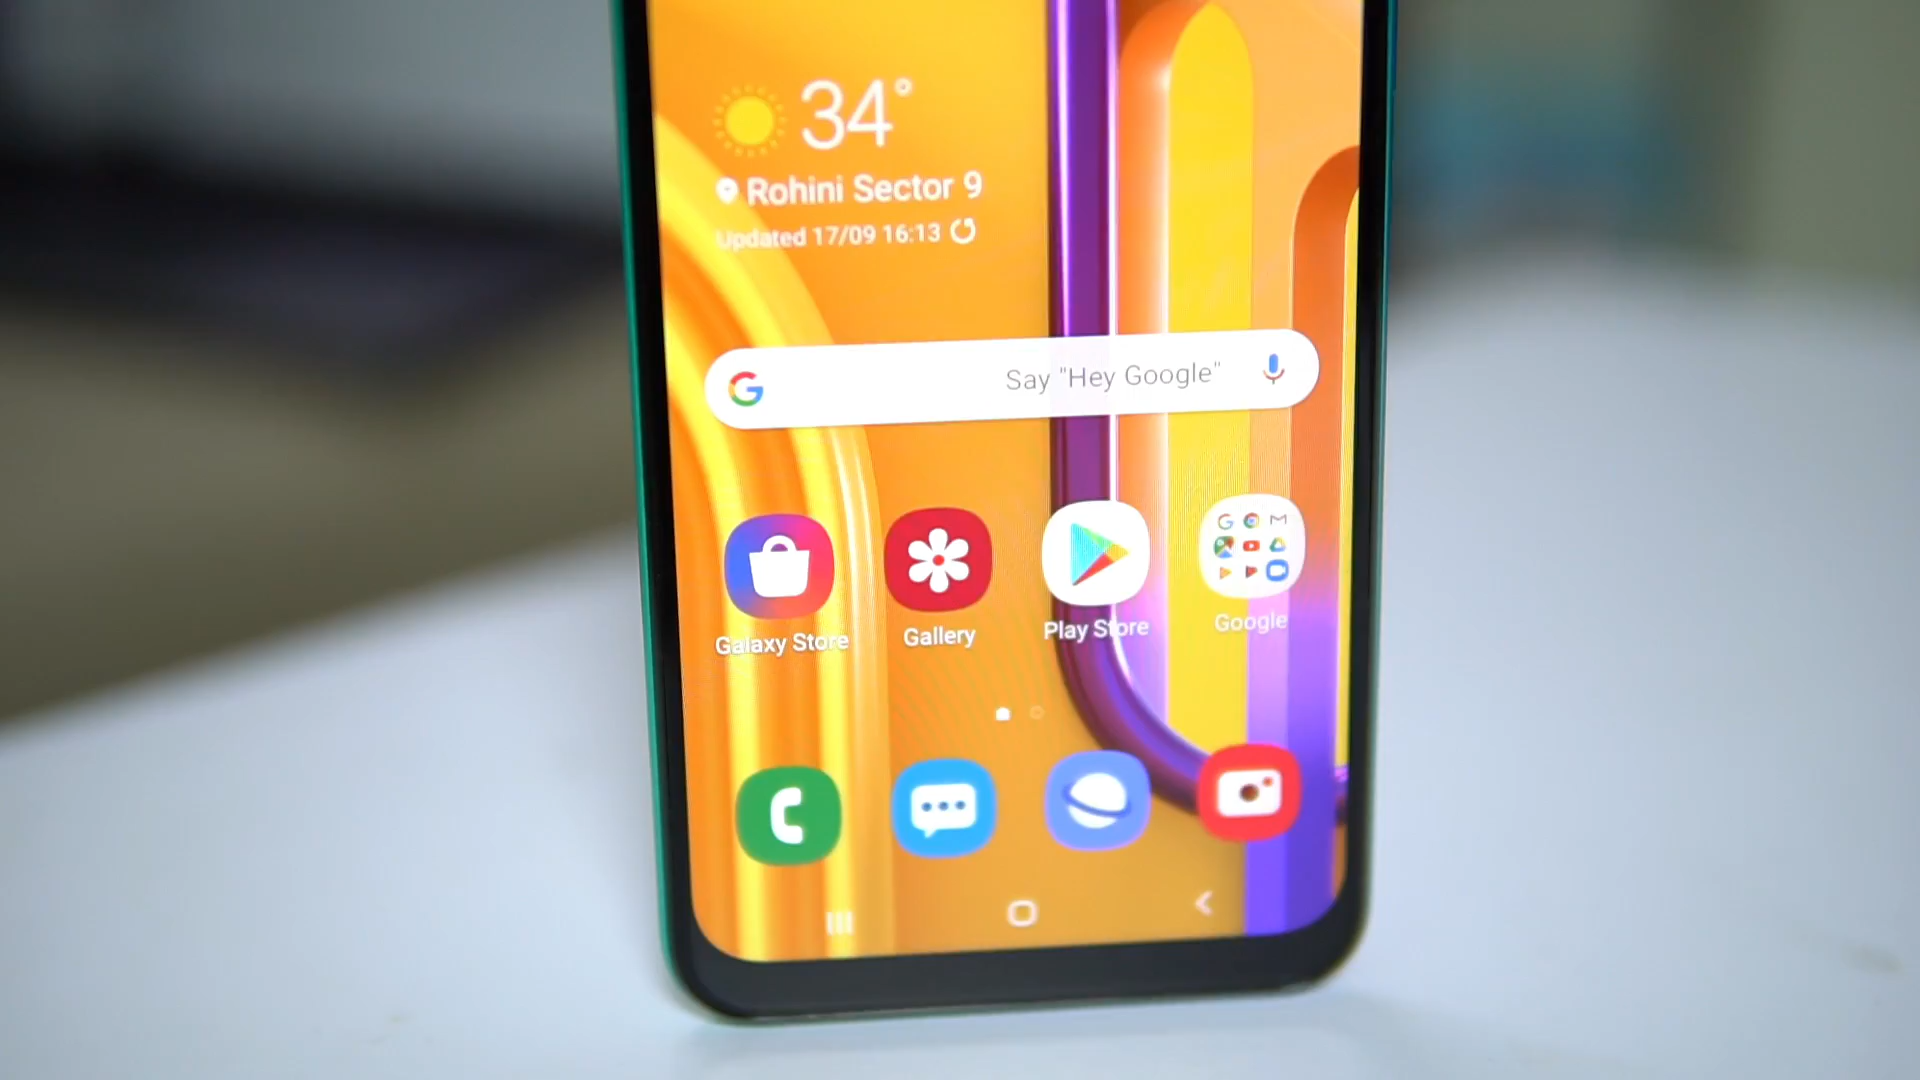 34°
Rohini Sector 9
Updated 17/09 16:13
Say "Hey Google"
Galaxy Store
Gallery
Play Store
Google